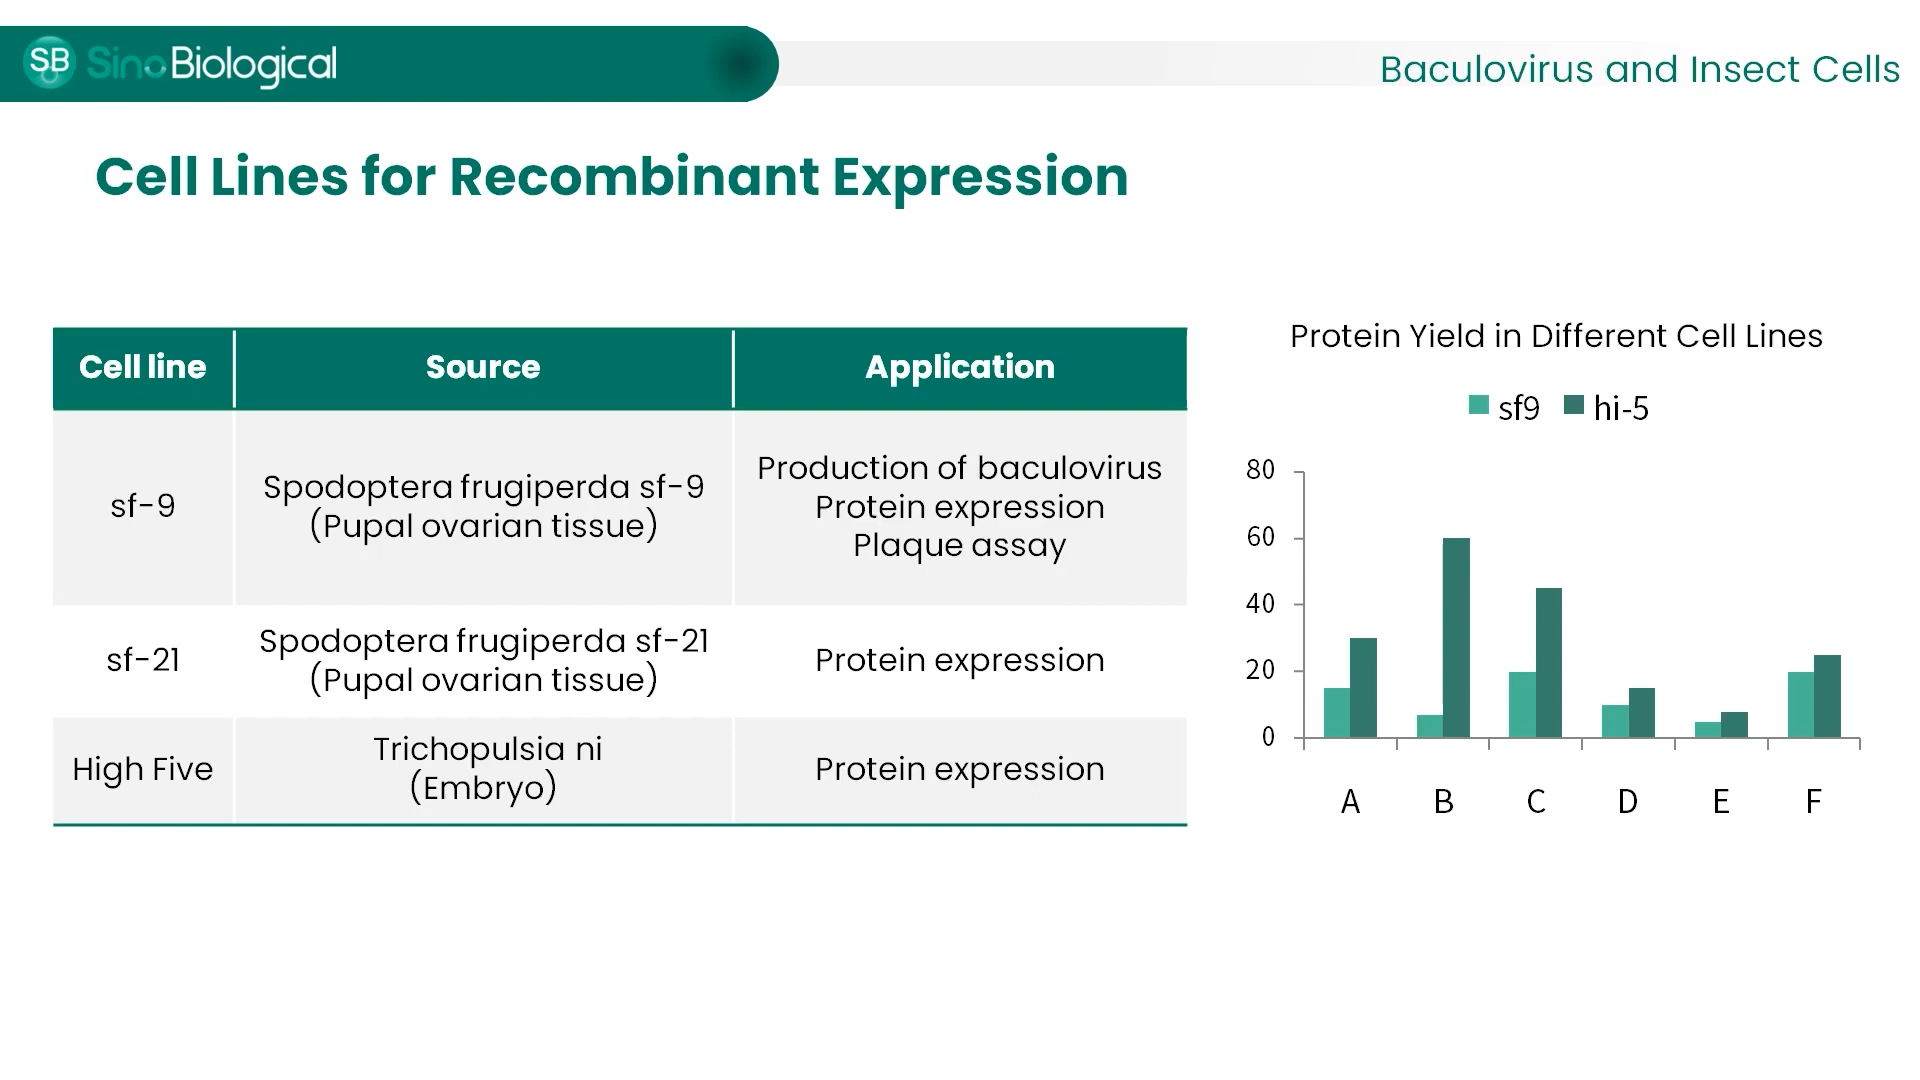 SB SinoBiological
Baculovirus and Insect Cells
Cell Lines for Recombinant Expression
Cell line
Source
Application
sf-9
Spodoptera frugiperda sf-9
(Pupal ovarian tissue)
Production of baculovirus
Protein expression
Plaque assay
sf-21
Spodoptera frugiperda sf-21
(Pupal ovarian tissue)
Protein expression
High Five
Trichopulsia ni
(Embryo)
Protein expression
Protein Yield in Different Cell Lines
sf9 hi-5
80
60
40
20
0
A B C D E F